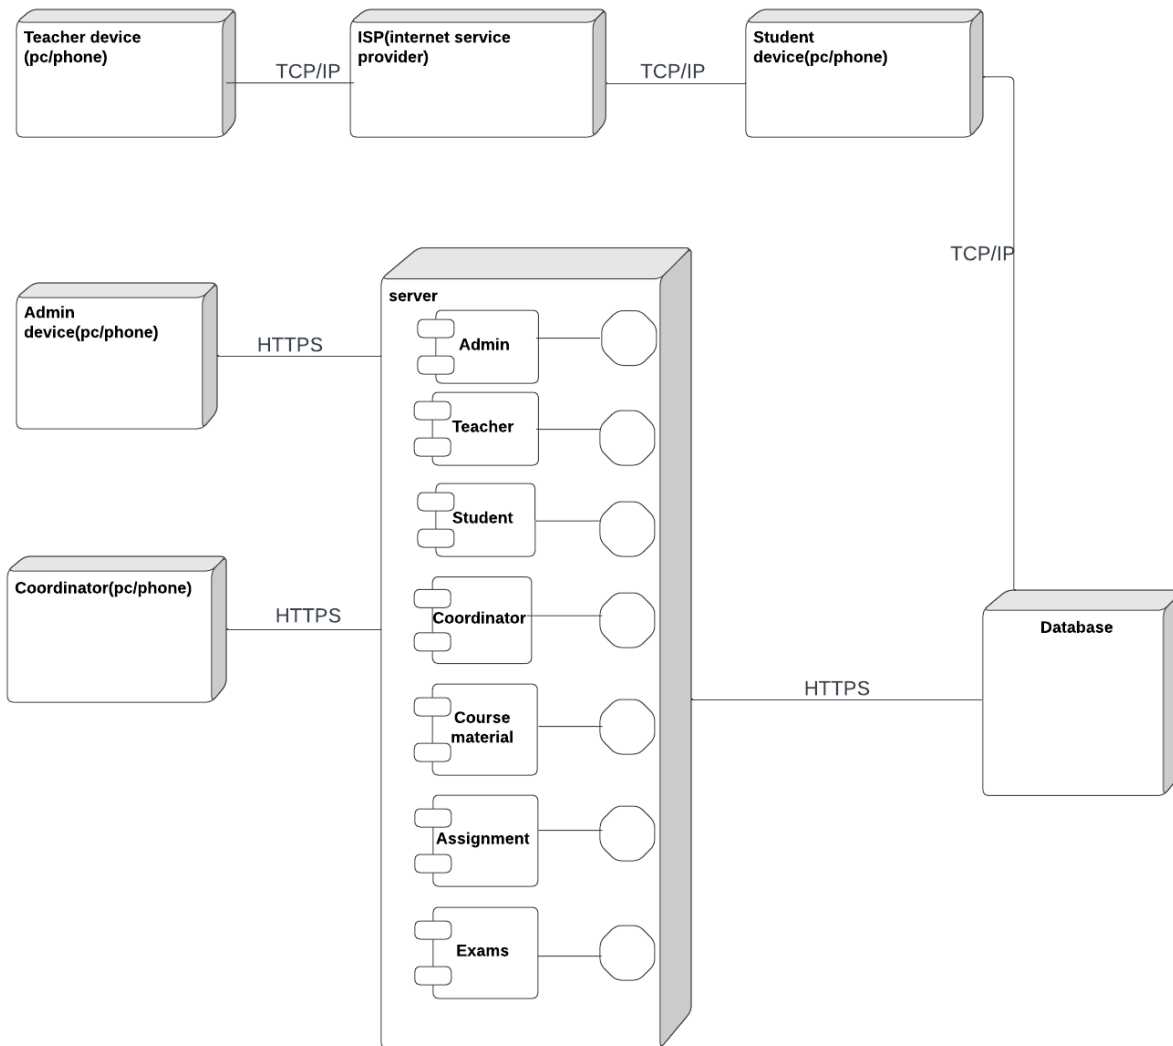 Teacher device
(pc/phone)
TCP/IP
ISP(internet service
provider)
TCP/IP
Student
device(pc/phone)
TCP/IP
Admin
device(pc/phone)
HTTPS
server
Admin
Teacher
Student
Coordinator
Course
material
Assignment
Exams
Coordinator(pc/phone)
HTTPS
HTTPS
Database